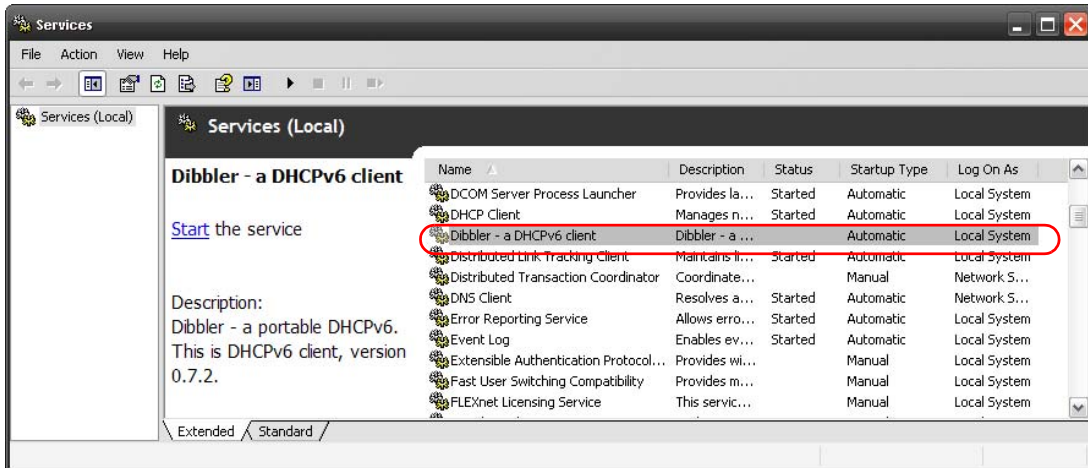 Services
File Action View Help
Services (Local)
Services (Local)
Dibbler - a DHCPv6 client
Start the service
Description:
Dibbler - a portable DHCPv6.
This is DHCPv6 client, version
0.7.2.
Name Description Status Startup Type Log On As
DCOM Server Process Launcher Provides la... Started Automatic Local System
DHCP Client Manages n... Started Automatic Local System
Dibbler - a DHCPv6 client Dibbler - a ... Automatic Local System
Distributed Link Tracking Client Maintains li... Started Automatic Local System
Distributed Transaction Coordinator Coordinate... Manual Network S...
DNS Client Resolves a... Started Automatic Network S...
Error Reporting Service Allows erro... Started Automatic Local System
Event Log Enables ev... Started Automatic Local System
Extensible Authentication Protocol... Provides wi... Manual Local System
Fast User Switching Compatibility Provides m... Manual Local System
FLEXnet Licensing Service This servic... Manual Local System
Extended Standard